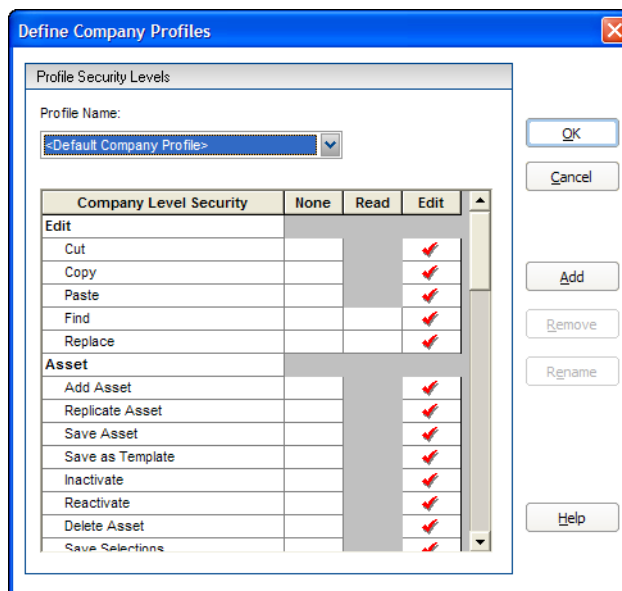 Define Company Profiles
Profile Security Levels
Profile Name:
<Default Company Profile>
Company Level Security None Read Edit
Edit
Cut
Copy
Paste
Find
Replace
Asset
Add Asset
Replicate Asset
Save Asset
Save as Template
Inactivate
Reactivate
Delete Asset
Save Selections
OK
Cancel
Add
Remove
Rename
Help